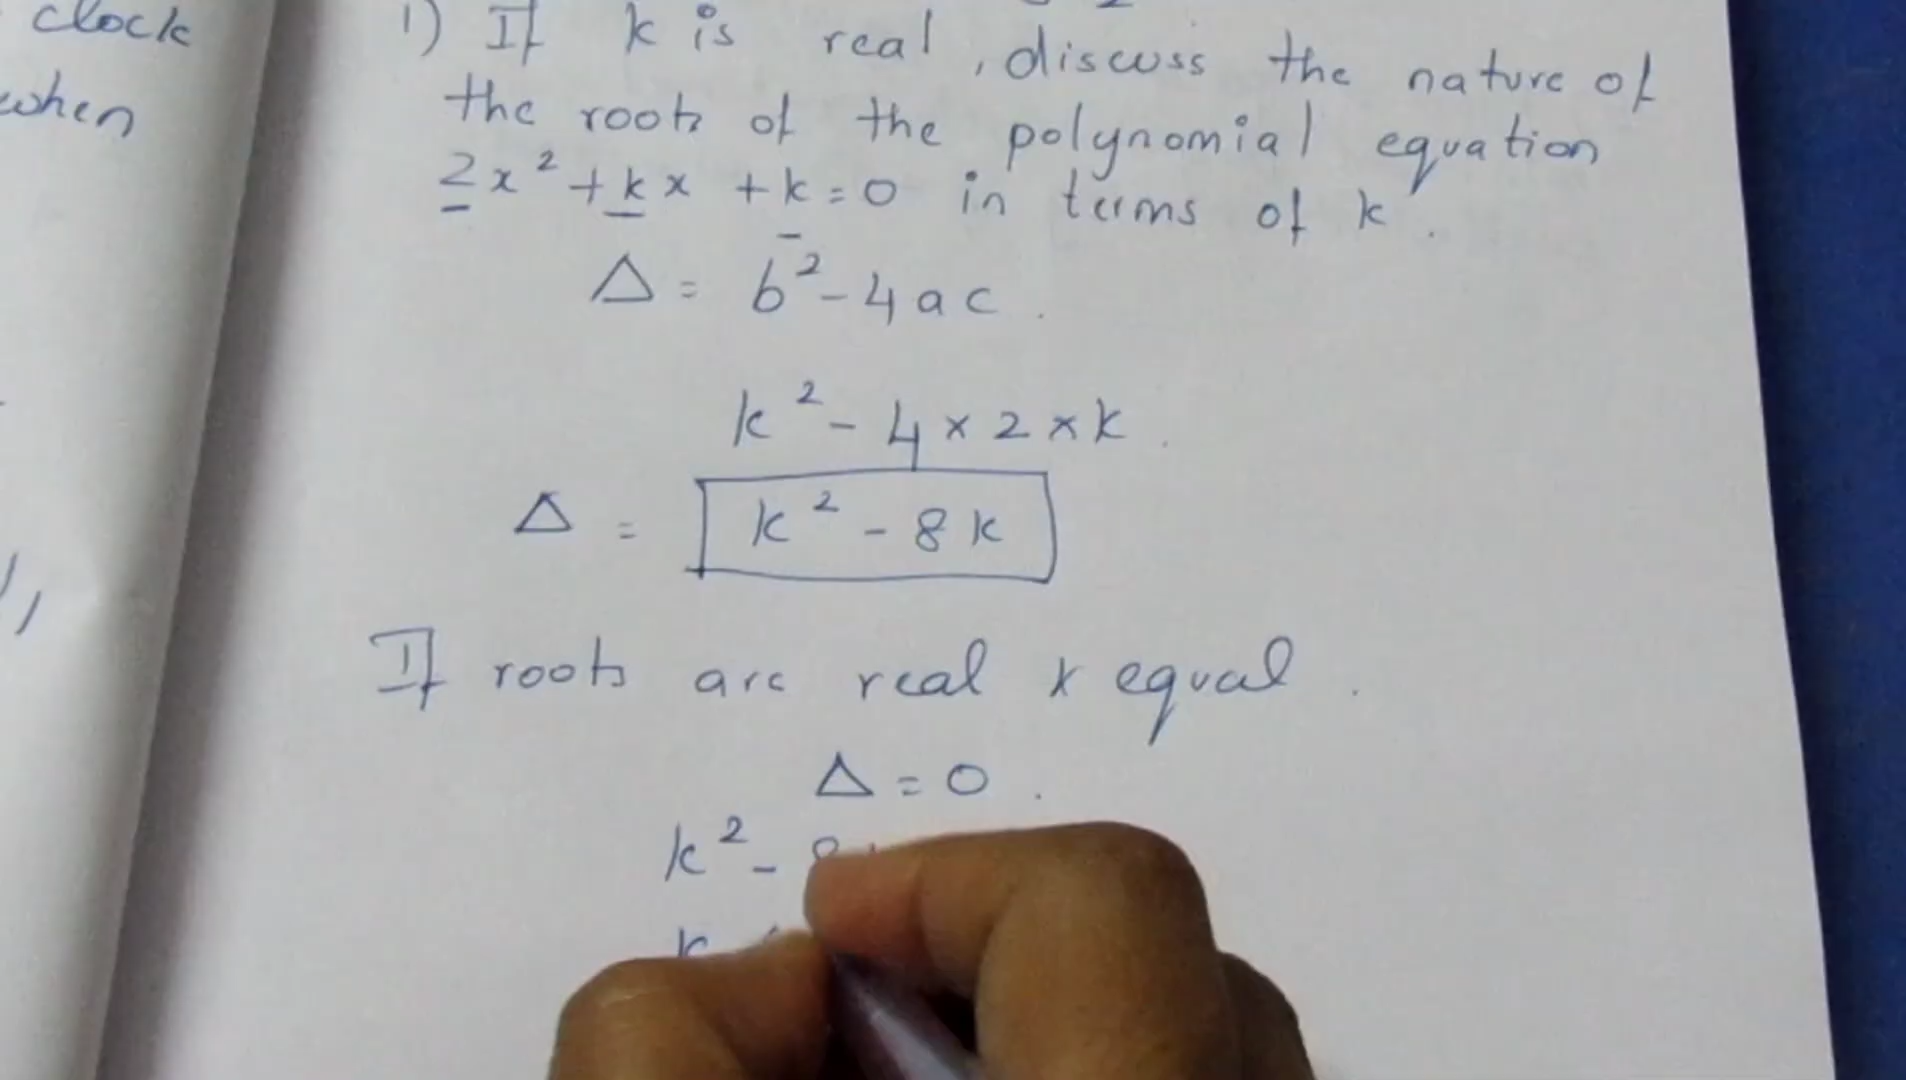 clock
when
1) If k is real, discuss the nature of
the roots of the polynomial equation
2x² + kx + k = 0 in terms of k.
Δ = b² - 4ac.
k² - 4 × 2 × k.
Δ = k² - 8k
If roots are real & equal.
Δ = 0.
k² - 8
k (